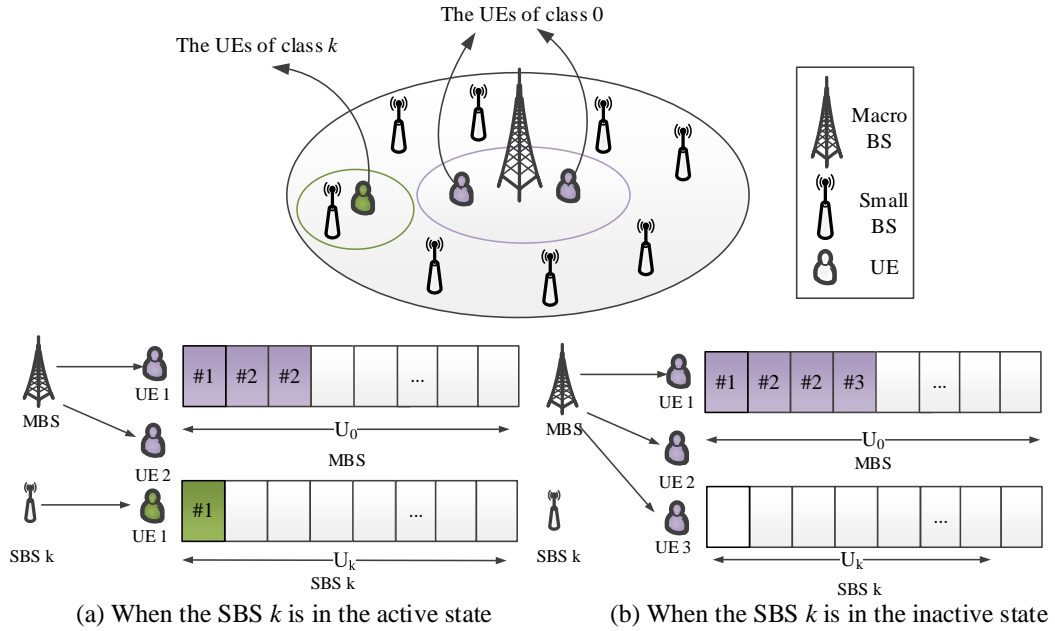 The UEs of class 0
The UEs of class k
Macro
BS
Small
BS
UE
#1 #2 #2 ...
UE 1
MBS
U0
MBS
UE 2
#1 ...
UE 1
SBS k
Uk
SBS k
(a) When the SBS k is in the active state
#1 #2 #2 #3 ...
UE 1
MBS
U0
MBS
UE 2
...
UE 3
SBS k
Uk
SBS k
(b) When the SBS k is in the inactive state